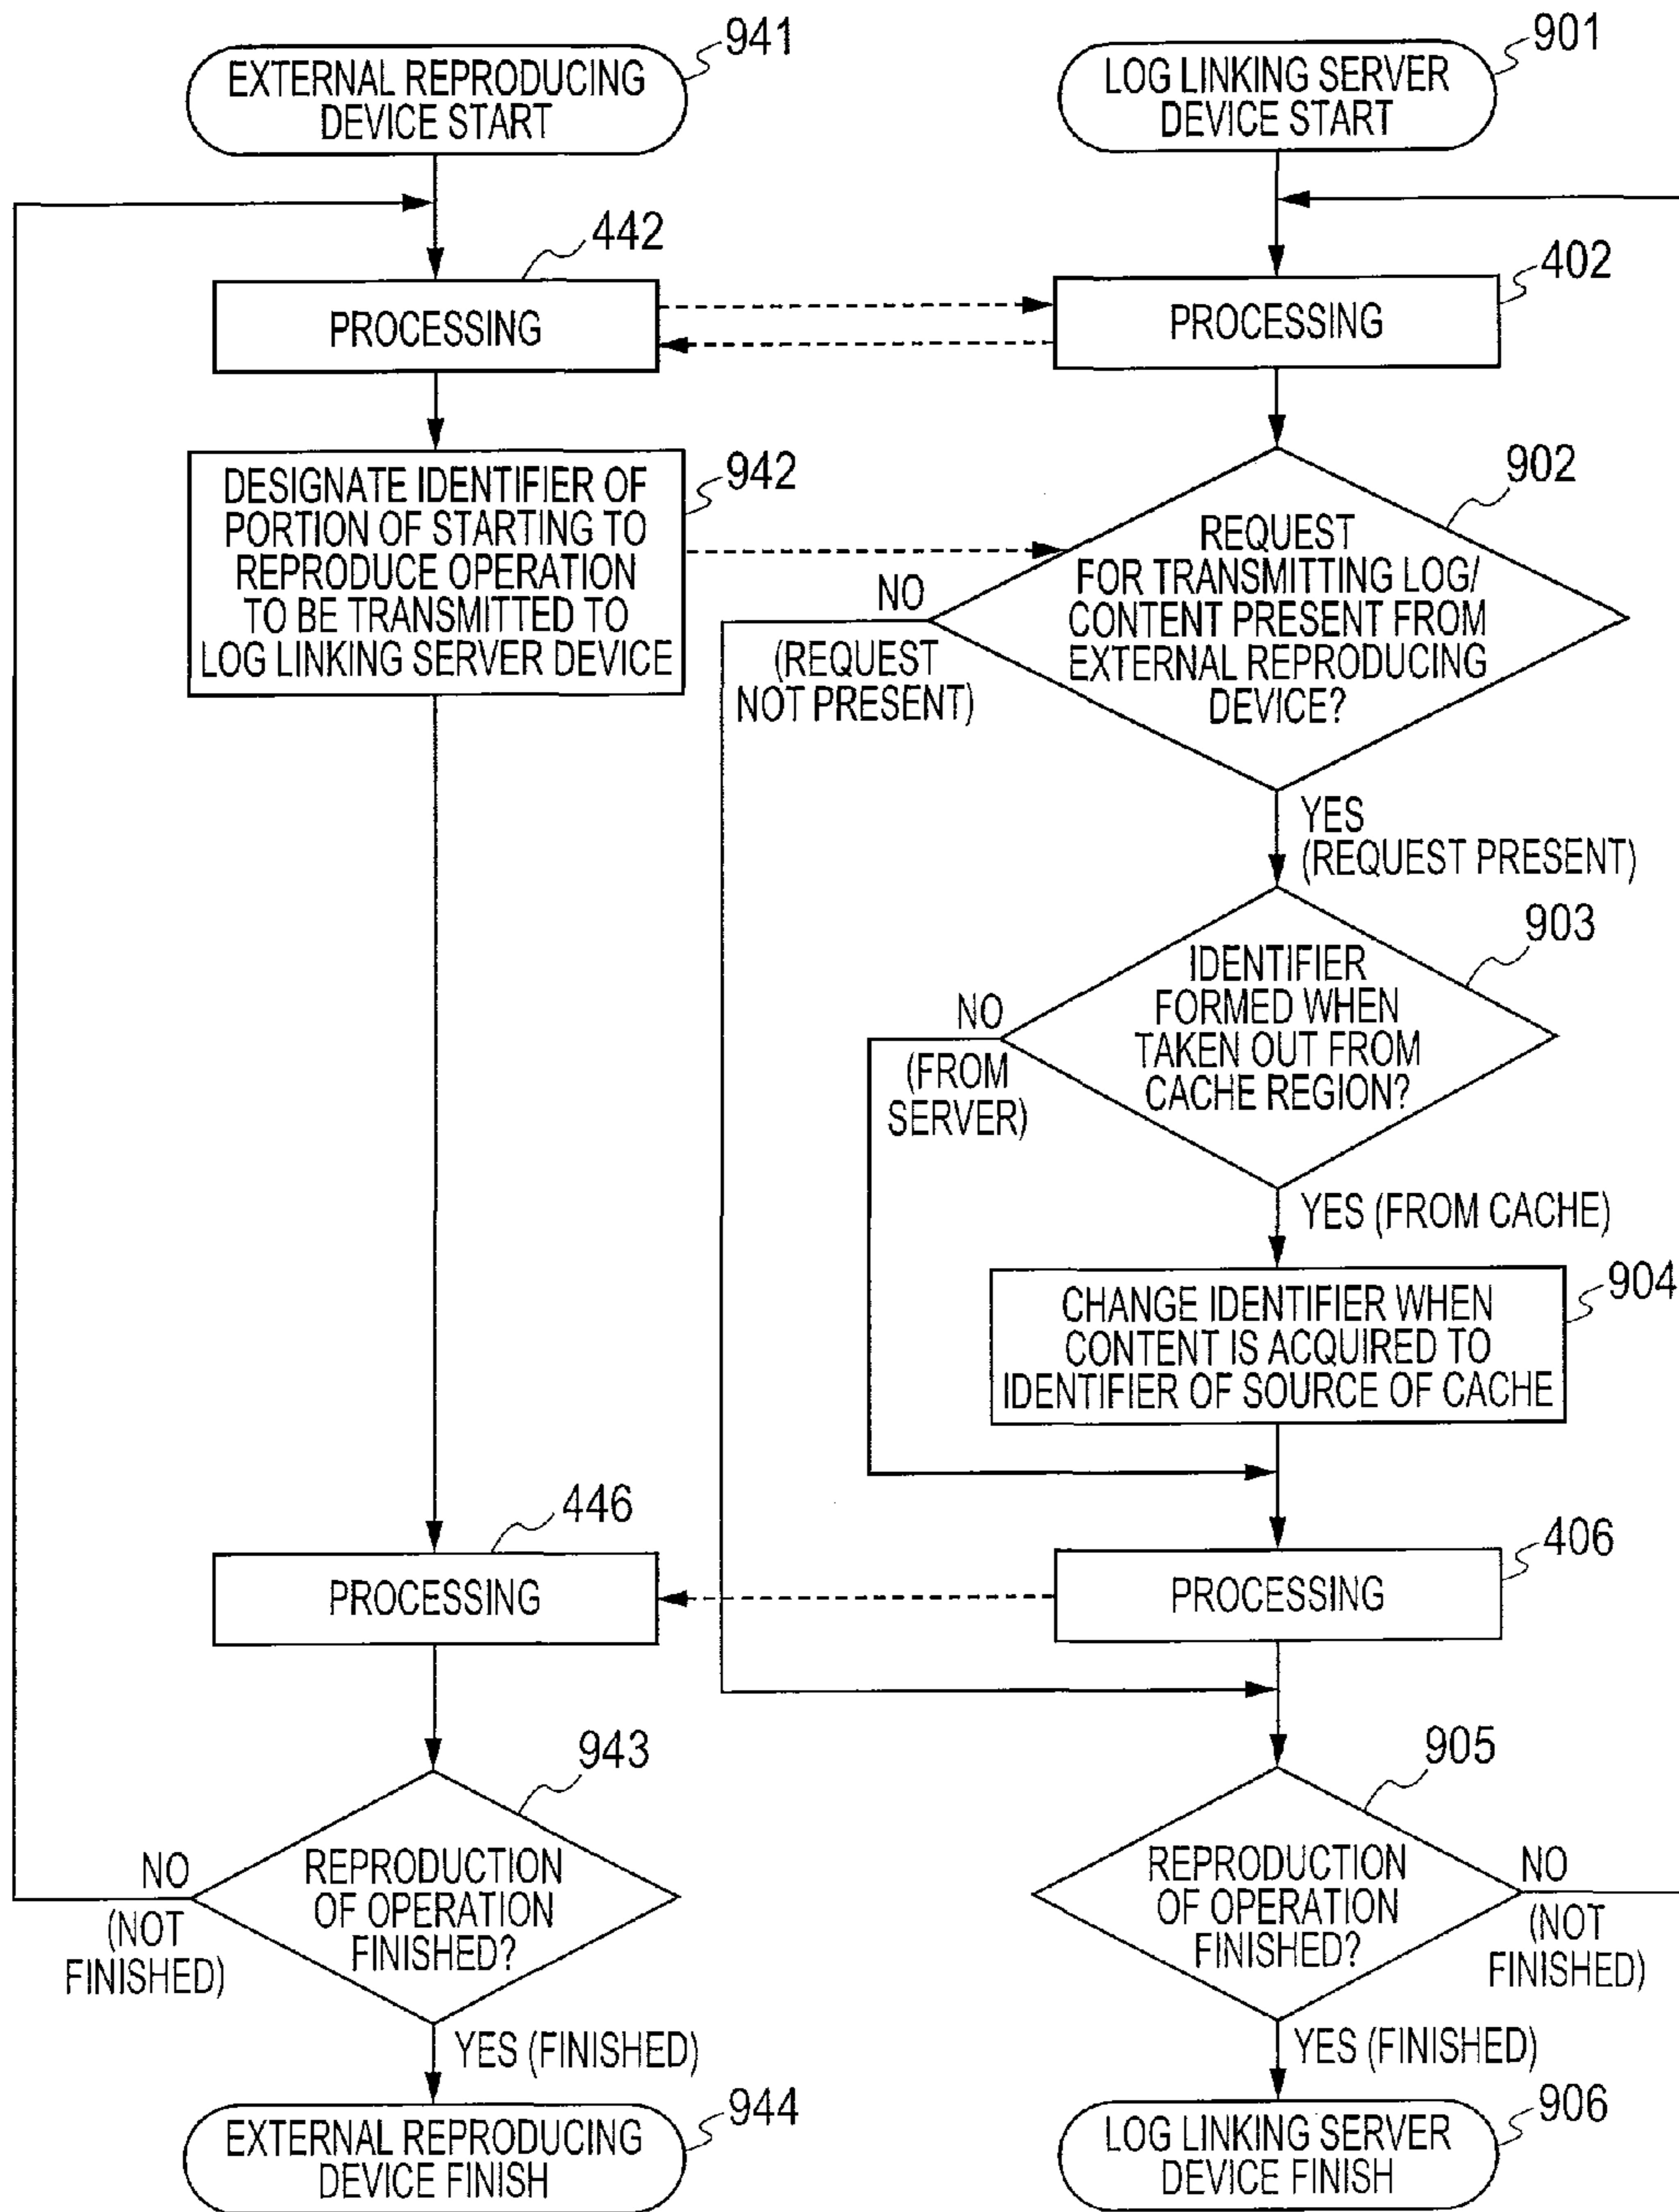 941
EXTERNAL REPRODUCING
DEVICE START
442
PROCESSING
942
DESIGNATE IDENTIFIER OF
PORTION OF STARTING TO
REPRODUCE OPERATION
TO BE TRANSMITTED TO
LOG LINKING SERVER DEVICE
446
PROCESSING
943
REPRODUCTION
OF OPERATION
FINISHED?
NO
(NOT
FINISHED)
YES (FINISHED)
944
EXTERNAL REPRODUCING
DEVICE FINISH
901
LOG LINKING SERVER
DEVICE START
402
PROCESSING
902
REQUEST
FOR TRANSMITTING LOG/
CONTENT PRESENT FROM
EXTERNAL REPRODUCING
DEVICE?
NO
(REQUEST
NOT PRESENT)
YES
(REQUEST PRESENT)
903
IDENTIFIER
FORMED WHEN
TAKEN OUT FROM
CACHE REGION?
NO
(FROM
SERVER)
YES (FROM CACHE)
904
CHANGE IDENTIFIER WHEN
CONTENT IS ACQUIRED TO
IDENTIFIER OF SOURCE OF CACHE
406
PROCESSING
905
REPRODUCTION
OF OPERATION
FINISHED?
NO
(NOT
FINISHED)
YES (FINISHED)
906
LOG LINKING SERVER
DEVICE FINISH